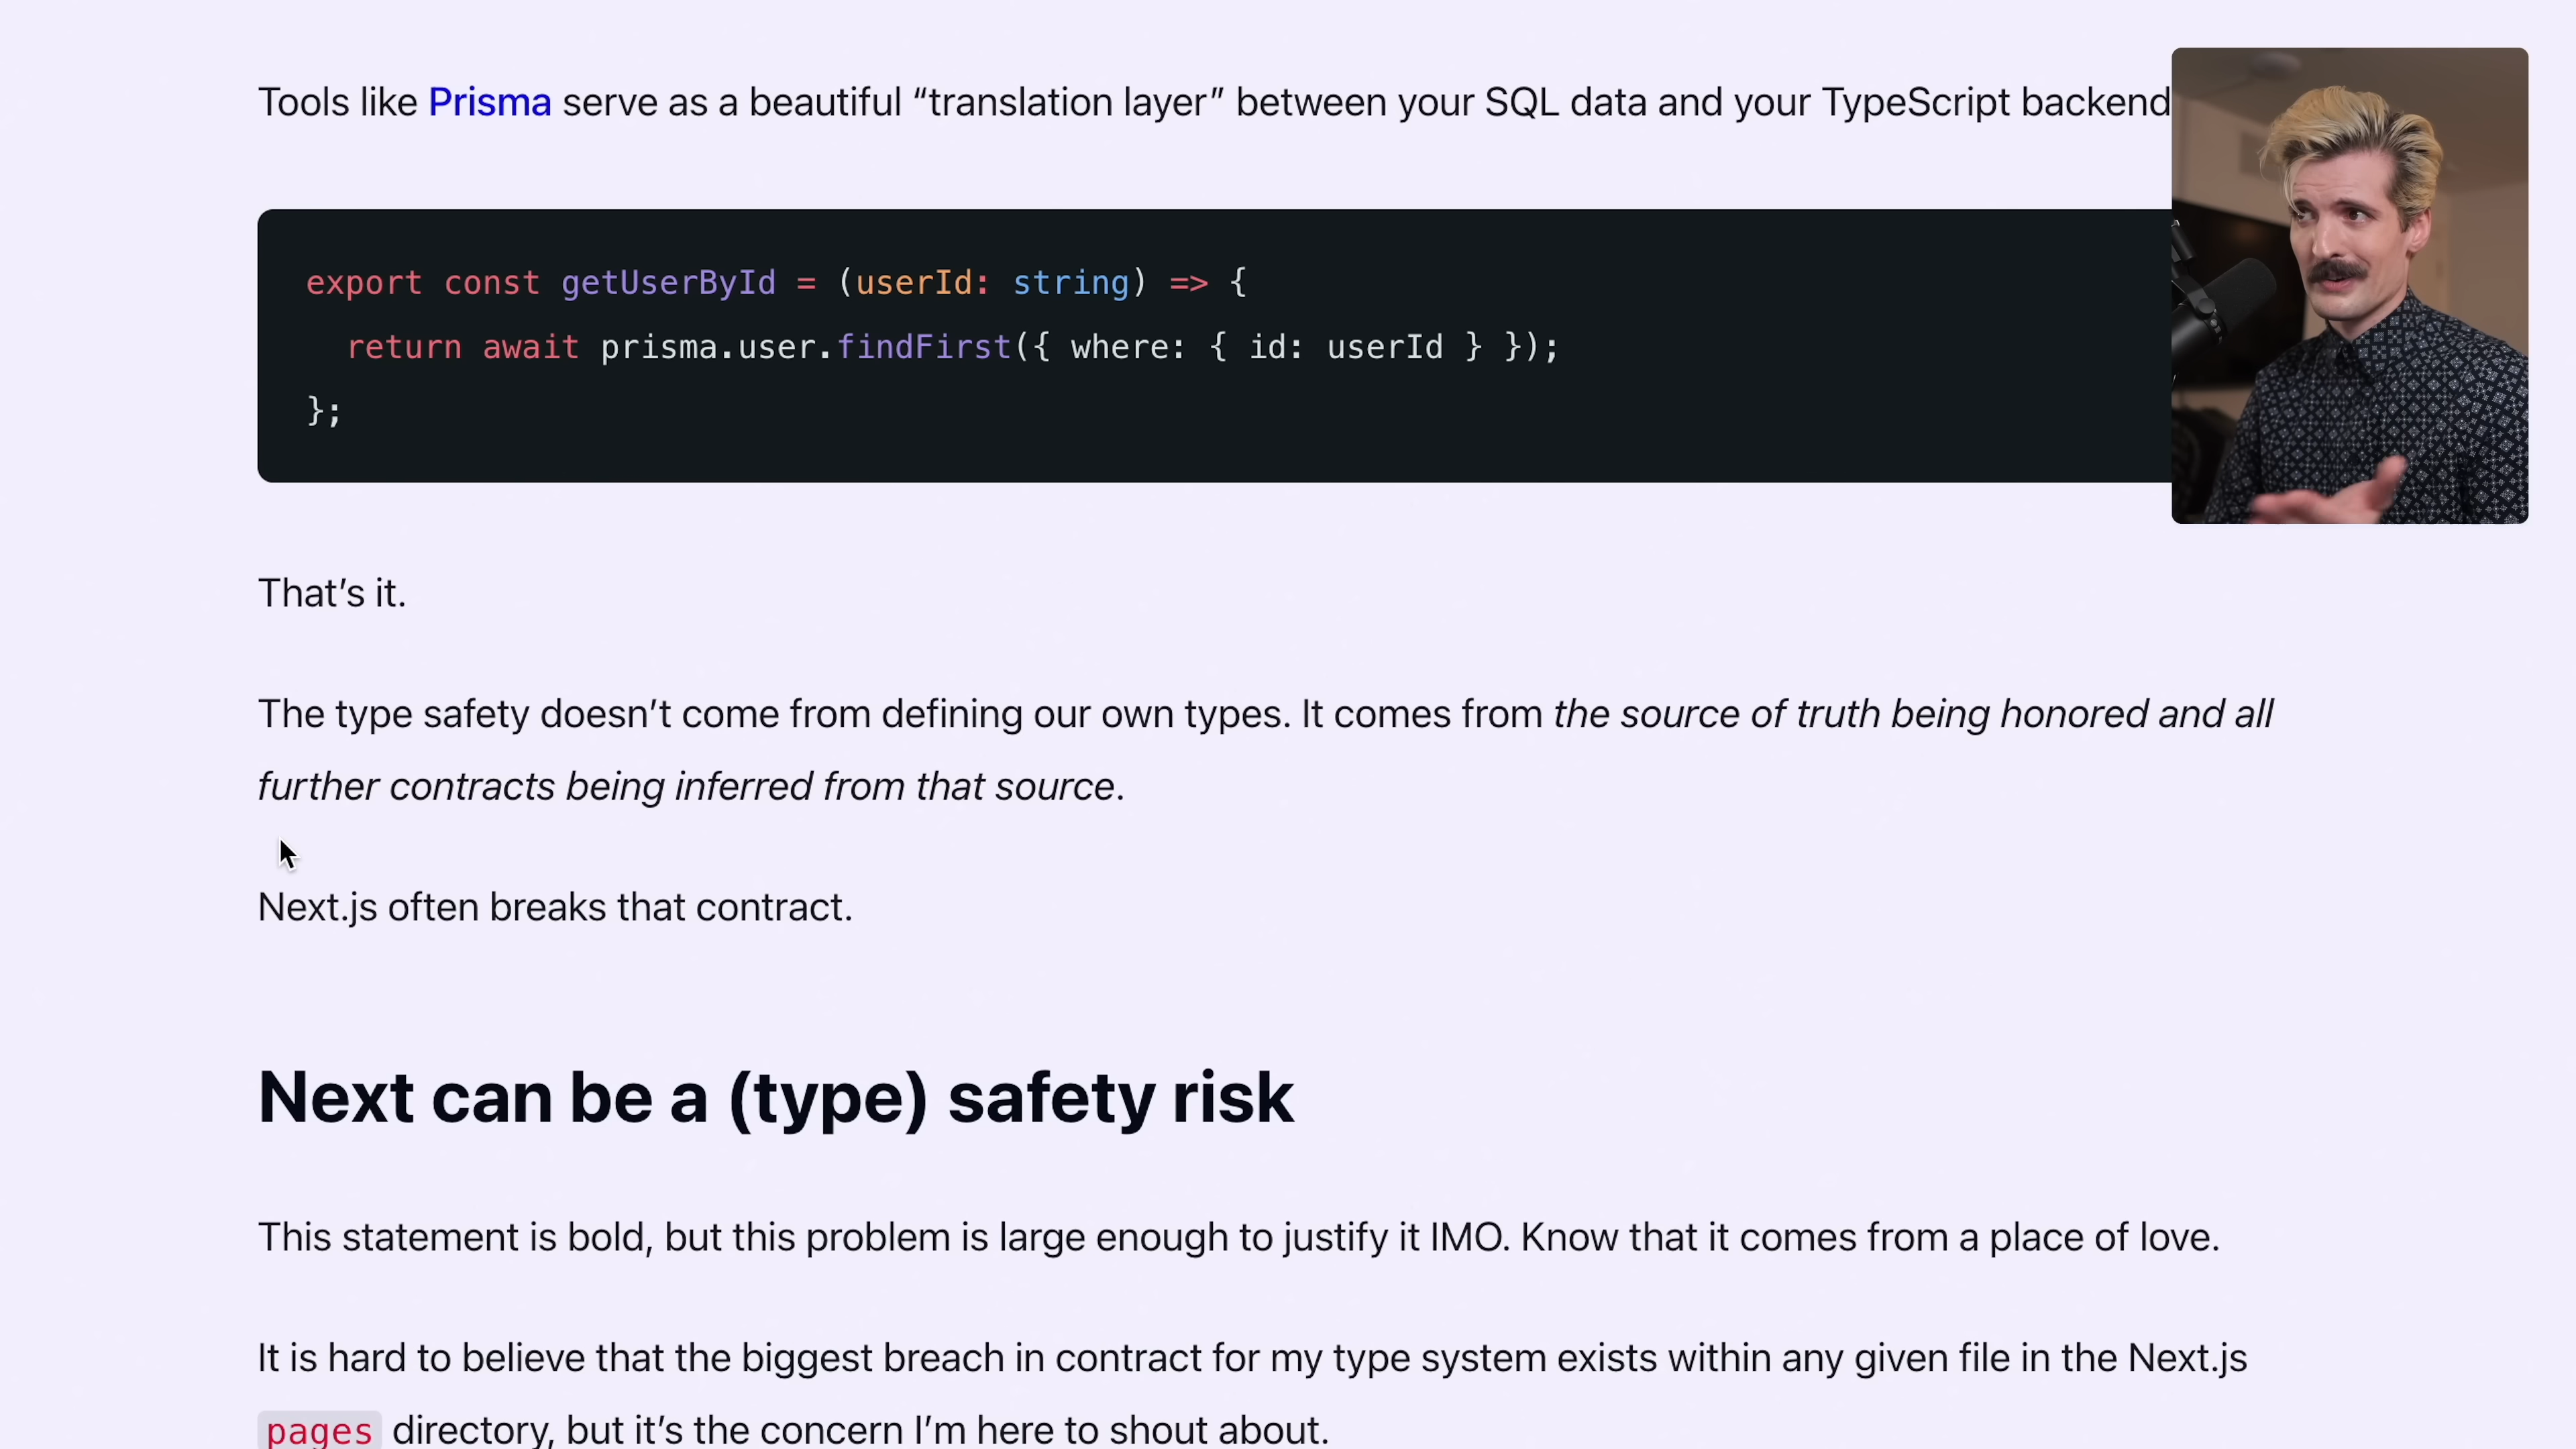 Tools like Prisma serve as a beautiful “translation layer” between your SQL data and your TypeScript backend
export const getUserById = (userId: string) => {
  return await prisma.user.findFirst({ where: { id: userId } });
};
That’s it.
The type safety doesn’t come from defining our own types. It comes from the source of truth being honored and all
further contracts being inferred from that source.
Next.js often breaks that contract.
Next can be a (type) safety risk
This statement is bold, but this problem is large enough to justify it IMO. Know that it comes from a place of love.
It is hard to believe that the biggest breach in contract for my type system exists within any given file in the Next.js
pages directory, but it’s the concern I’m here to shout about.